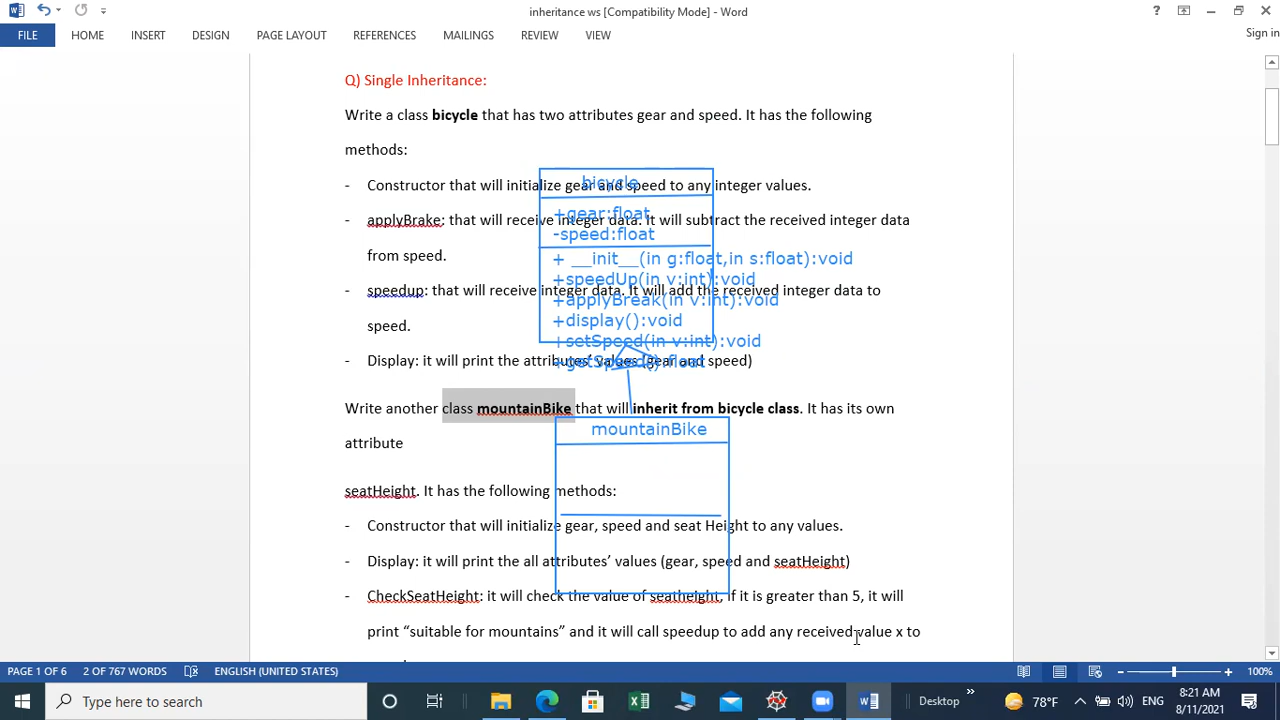 inheritance ws [Compatibility Mode] - Word
?
Sign in
FILE HOME INSERT DESIGN PAGE LAYOUT REFERENCES MAILINGS REVIEW VIEW
Q) Single Inheritance:
Write a class bicycle that has two attributes gear and speed. It has the following
methods:
- Constructor that will initialize gear and speed to any integer values.
- applyBrake: that will receive integer data. It will subtract the received integer data
from speed.
- speedup: that will receive integer data. It will add the received integer data to
speed.
- Display: it will print the attributes’ values (gear and speed)
Write another class mountainBike that will inherit from bicycle class. It has its own
attribute
seatHeight. It has the following methods:
- Constructor that will initialize gear, speed and seat Height to any values.
- Display: it will print the all attributes’ values (gear, speed and seatHeight)
- CheckSeatHeight: it will check the value of seatheight, if it is greater than 5, it will
print “suitable for mountains” and it will call speedup to add any received value x to
bicycle
+gear:float
-speed:float
+ __init__(in g:float,in s:float):void
+speedUp(in v:int):void
+applyBreak(in v:int):void
+display():void
+setSpeed(in v:int):void
+getSpeed():float
mountainBike
PAGE 1 OF 6 2 OF 767 WORDS ENGLISH (UNITED STATES) 100%
Type here to search
Desktop
78°F
ENG
8:21 AM
8/11/2021